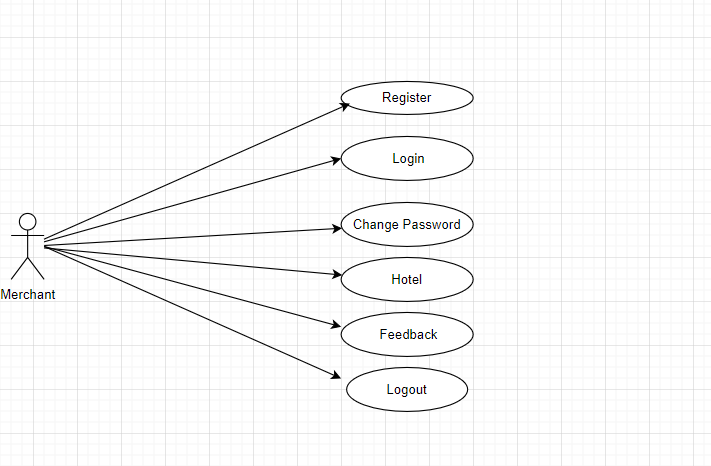 Register
Login
Change Password
Hotel
Merchant
Feedback
Logout